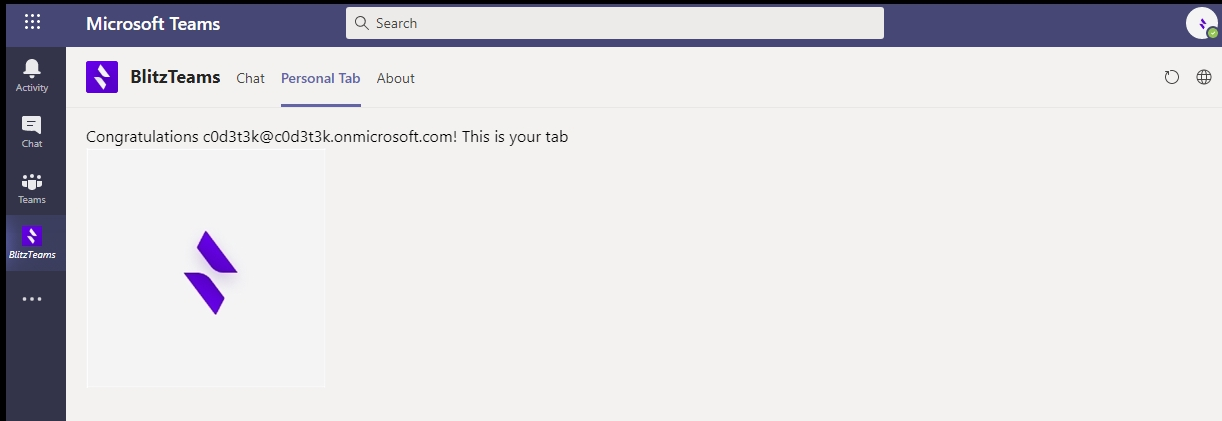 Microsoft Teams
Search
Activity
Chat
Teams
BlitzTeams
BlitzTeams Chat Personal Tab About
Congratulations c0d3t3k@c0d3t3k.onmicrosoft.com! This is your tab